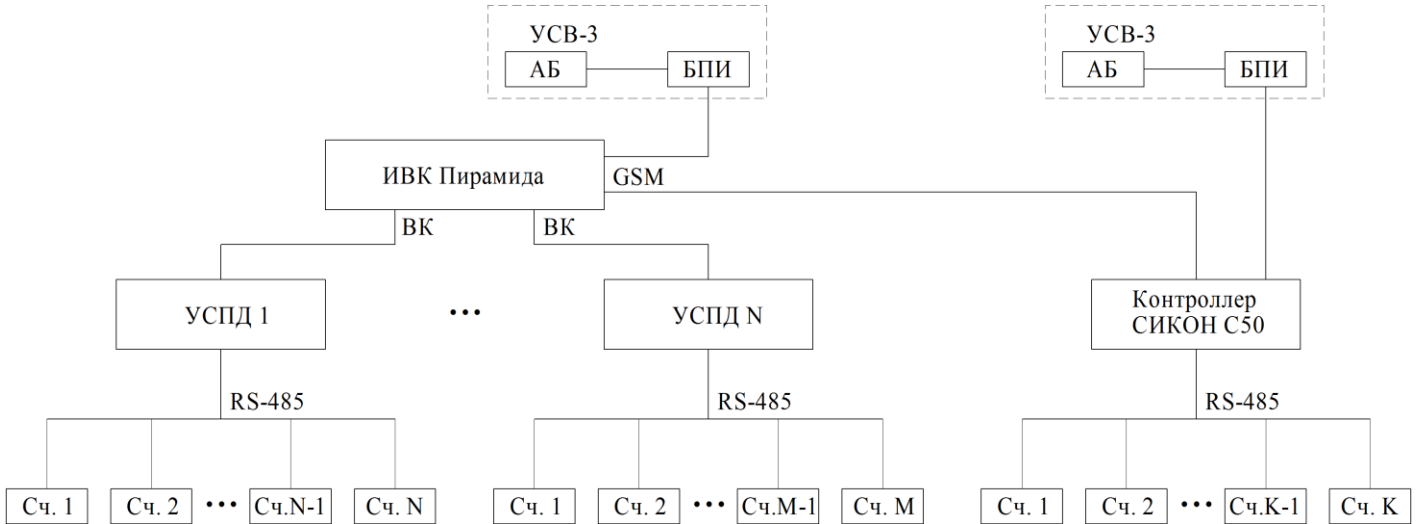 УСВ-3
УСВ-3
АБ
БПИ
АБ
БПИ
ИВК Пирамида
GSM
ВК
ВК
УСПД 1
•••
УСПД N
Контроллер
СИКОН С50
RS-485
RS-485
RS-485
Сч. 1
Сч. 2
•••
Сч.N-1
Сч. N
Сч. 1
Сч. 2
•••
Сч.М-1
Сч. М
Сч. 1
Сч. 2
•••
Сч.К-1
Сч. К